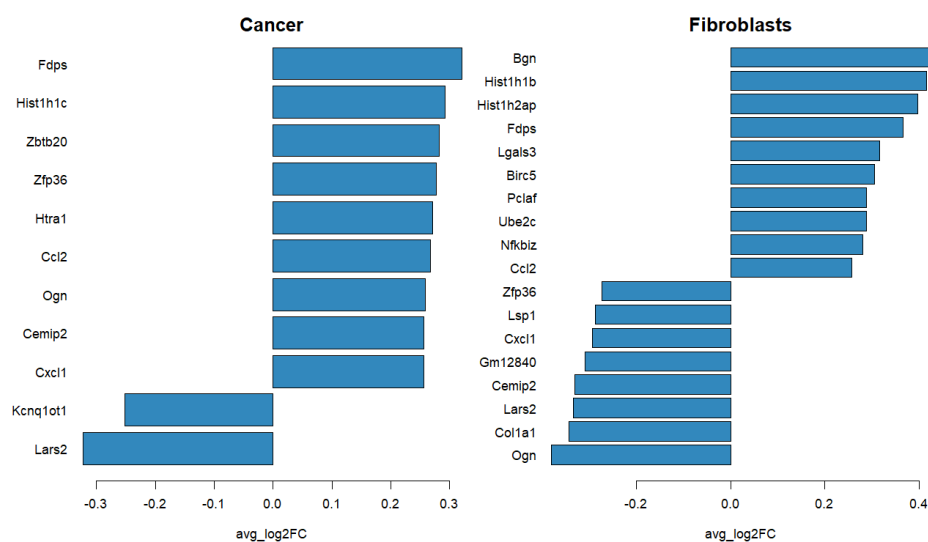 Cancer
Fdps
Hist1h1c
Zbtb20
Zfp36
Htra1
Ccl2
Ogn
Cemip2
Cxcl1
Kcnq1ot1
Lars2
-0.3 -0.2 -0.1 0.0 0.1 0.2 0.3
avg_log2FC
Fibroblasts
Bgn
Hist1h1b
Hist1h2ap
Fdps
Lgals3
Birc5
Pclaf
Ube2c
Nfkbiz
Ccl2
Zfp36
Lsp1
Cxcl1
Gm12840
Cemip2
Lars2
Col1a1
Ogn
-0.2 0.0 0.2 0.4
avg_log2FC